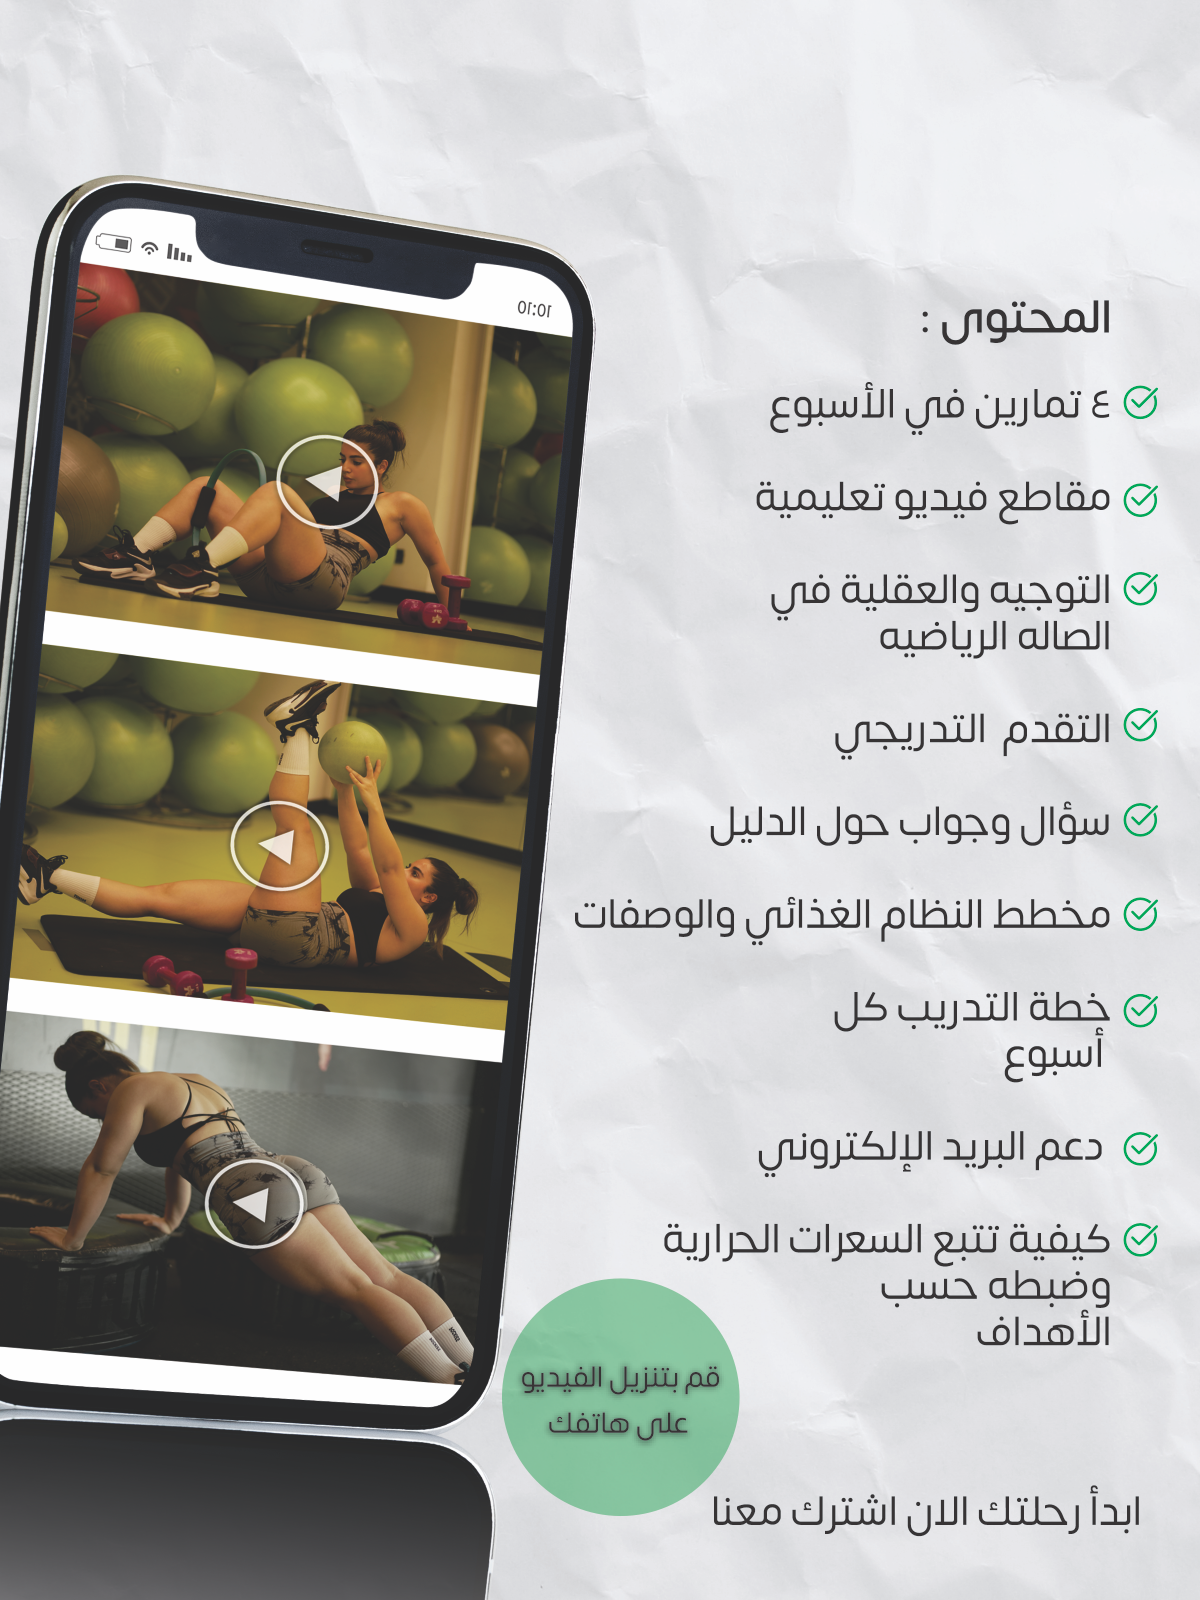 10:10
المحتوى :
٤ تمارين في الأسبوع
مقاطع فيديو تعليمية
التوجيه والعقلية في
الصاله الرياضيه
التقدم التدريجي
سؤال وجواب حول الدليل
مخطط النظام الغذائي والوصفات
خطة التدريب كل
أسبوع
دعم البريد الإلكتروني
كيفية تتبع السعرات الحرارية
وضبطه حسب
الأهداف
قم بتنزيل الفيديو
على هاتفك
ابدأ رحلتك الان اشترك معنا